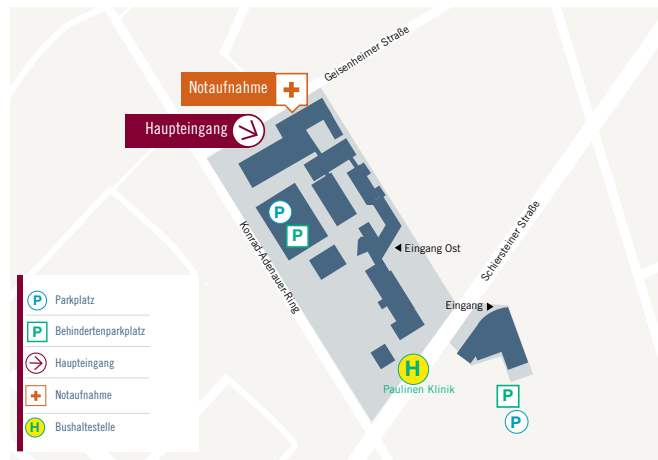 Geisenheimer Straße
Notaufnahme
Haupteingang
P
P
Konrad-Adenauer-Ring
Eingang Ost
Schiersteiner Straße
Eingang
H
Paulinen Klinik
P
P
P Parkplatz
P Behindertenparkplatz
Haupteingang
Notaufnahme
H Bushaltestelle